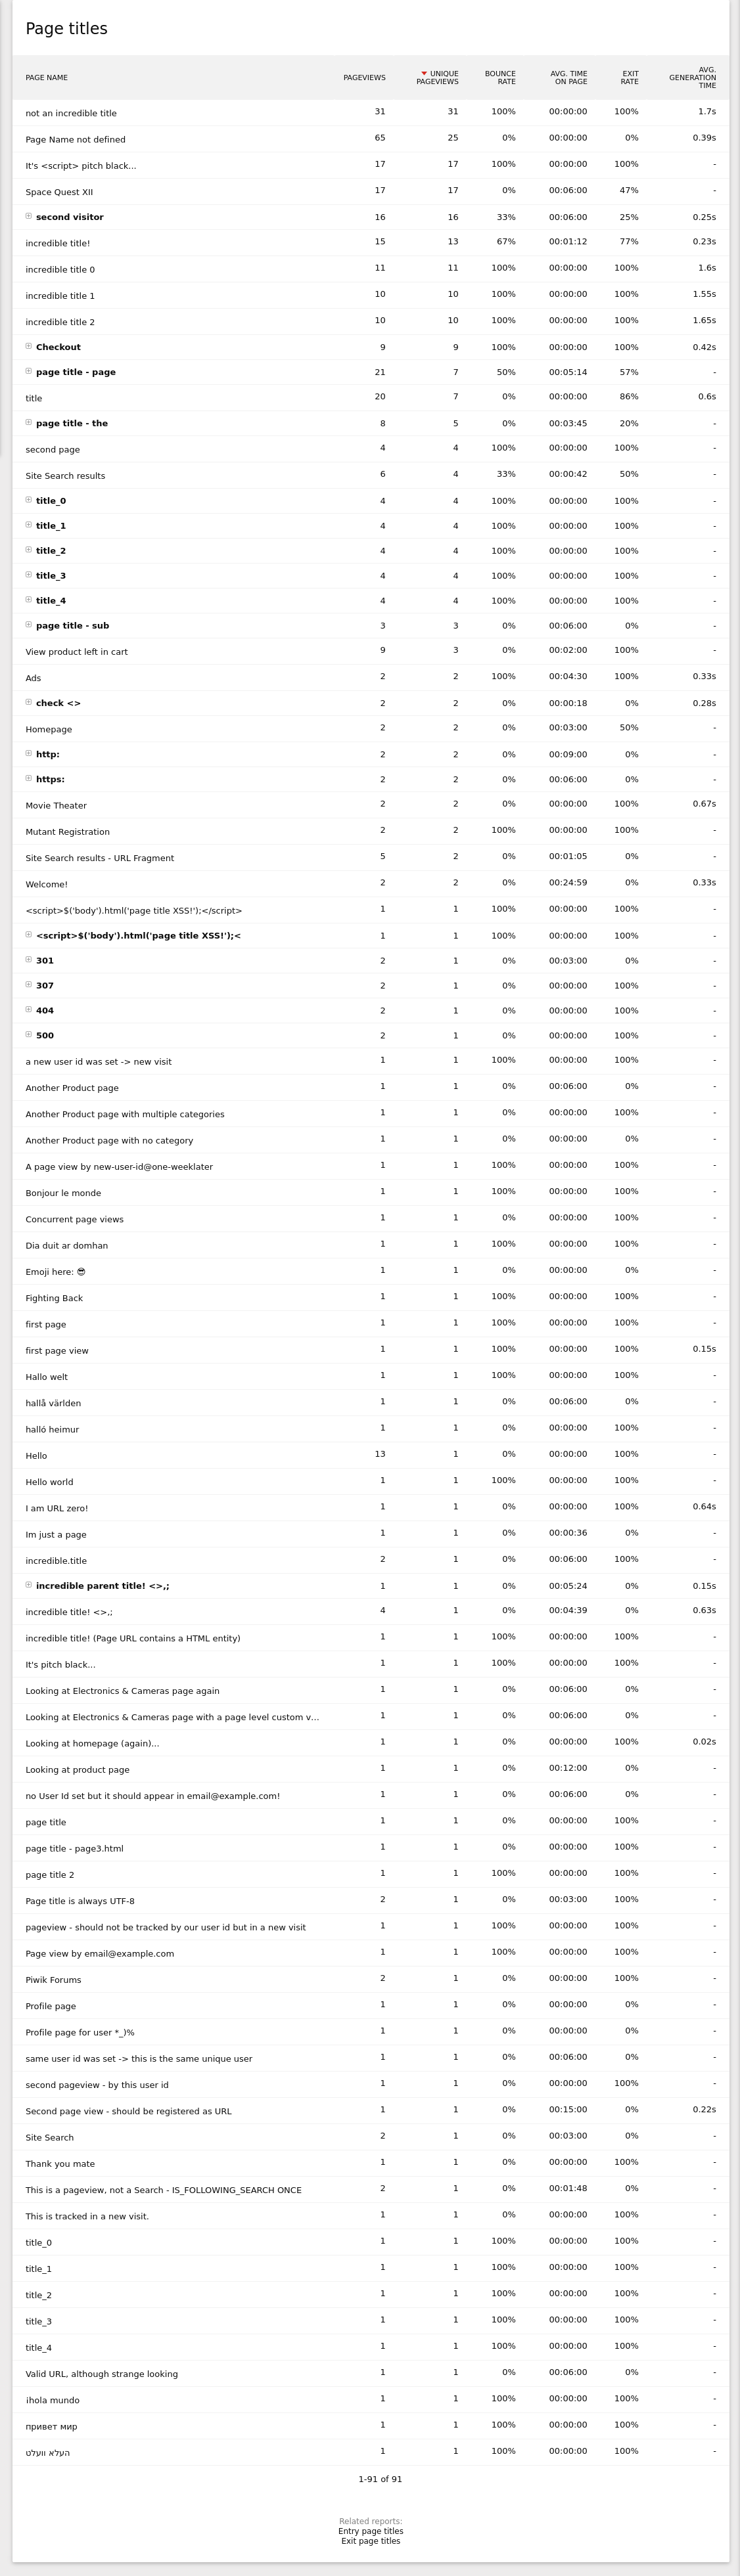 Page titles
PAGE NAME PAGEVIEWS UNIQUE PAGEVIEWS BOUNCE RATE AVG. TIME ON PAGE EXIT RATE AVG. GENERATION TIME
not an incredible title 31 31 100% 00:00:00 100% 1.7s
Page Name not defined 65 25 0% 00:00:00 0% 0.39s
It's <script> pitch black... 17 17 100% 00:00:00 100% -
Space Quest XII 17 17 0% 00:06:00 47% -
second visitor 16 16 33% 00:06:00 25% 0.25s
incredible title! 15 13 67% 00:01:12 77% 0.23s
incredible title 0 11 11 100% 00:00:00 100% 1.6s
incredible title 1 10 10 100% 00:00:00 100% 1.55s
incredible title 2 10 10 100% 00:00:00 100% 1.65s
Checkout 9 9 100% 00:00:00 100% 0.42s
page title - page 21 7 50% 00:05:14 57% -
title 20 7 0% 00:00:00 86% 0.6s
page title - the 8 5 0% 00:03:45 20% -
second page 4 4 100% 00:00:00 100% -
Site Search results 6 4 33% 00:00:42 50% -
title_0 4 4 100% 00:00:00 100% -
title_1 4 4 100% 00:00:00 100% -
title_2 4 4 100% 00:00:00 100% -
title_3 4 4 100% 00:00:00 100% -
title_4 4 4 100% 00:00:00 100% -
page title - sub 3 3 0% 00:06:00 0% -
View product left in cart 9 3 0% 00:02:00 100% -
Ads 2 2 100% 00:04:30 100% 0.33s
check <> 2 2 0% 00:00:18 0% 0.28s
Homepage 2 2 0% 00:03:00 50% -
http: 2 2 0% 00:09:00 0% -
https: 2 2 0% 00:06:00 0% -
Movie Theater 2 2 0% 00:00:00 100% 0.67s
Mutant Registration 2 2 100% 00:00:00 100% -
Site Search results - URL Fragment 5 2 0% 00:01:05 0% -
Welcome! 2 2 0% 00:24:59 0% 0.33s
<script>$('body').html('page title XSS!');</script> 1 1 100% 00:00:00 100% -
<script>$('body').html('page title XSS!');< 1 1 100% 00:00:00 100% -
301 2 1 0% 00:03:00 0% -
307 2 1 0% 00:00:00 100% -
404 2 1 0% 00:00:00 100% -
500 2 1 0% 00:00:00 100% -
a new user id was set -> new visit 1 1 100% 00:00:00 100% -
Another Product page 1 1 0% 00:06:00 0% -
Another Product page with multiple categories 1 1 0% 00:00:00 100% -
Another Product page with no category 1 1 0% 00:00:00 0% -
A page view by new-user-id@one-weeklater 1 1 100% 00:00:00 100% -
Bonjour le monde 1 1 100% 00:00:00 100% -
Concurrent page views 1 1 0% 00:00:00 100% -
Dia duit ar domhan 1 1 100% 00:00:00 100% -
Emoji here: 😎 1 1 0% 00:00:00 0% -
Fighting Back 1 1 100% 00:00:00 100% -
first page 1 1 100% 00:00:00 100% -
first page view 1 1 100% 00:00:00 100% 0.15s
Hallo welt 1 1 100% 00:00:00 100% -
hallå världen 1 1 0% 00:06:00 0% -
halló heimur 1 1 0% 00:00:00 100% -
Hello 13 1 0% 00:00:00 100% -
Hello world 1 1 100% 00:00:00 100% -
I am URL zero! 1 1 0% 00:00:00 100% 0.64s
Im just a page 1 1 0% 00:00:36 0% -
incredible.title 2 1 0% 00:06:00 100% -
incredible parent title! <>,; 1 1 0% 00:05:24 0% 0.15s
incredible title! <>,; 4 1 0% 00:04:39 0% 0.63s
incredible title! (Page URL contains a HTML entity) 1 1 100% 00:00:00 100% -
It's pitch black... 1 1 100% 00:00:00 100% -
Looking at Electronics & Cameras page again 1 1 0% 00:06:00 0% -
Looking at Electronics & Cameras page with a page level custom v... 1 1 0% 00:06:00 0% -
Looking at homepage (again)... 1 1 0% 00:00:00 100% 0.02s
Looking at product page 1 1 0% 00:12:00 0% -
no User Id set but it should appear in email@example.com! 1 1 0% 00:06:00 0% -
page title 1 1 0% 00:00:00 100% -
page title - page3.html 1 1 0% 00:00:00 100% -
page title 2 1 1 100% 00:00:00 100% -
Page title is always UTF-8 2 1 0% 00:03:00 100% -
pageview - should not be tracked by our user id but in a new visit 1 1 100% 00:00:00 100% -
Page view by email@example.com 1 1 100% 00:00:00 100% -
Piwik Forums 2 1 0% 00:00:00 100% -
Profile page 1 1 0% 00:00:00 0% -
Profile page for user *_)% 1 1 0% 00:00:00 0% -
same user id was set -> this is the same unique user 1 1 0% 00:06:00 0% -
second pageview - by this user id 1 1 0% 00:00:00 100% -
Second page view - should be registered as URL 1 1 0% 00:15:00 0% 0.22s
Site Search 2 1 0% 00:03:00 0% -
Thank you mate 1 1 0% 00:00:00 100% -
This is a pageview, not a Search - IS_FOLLOWING_SEARCH ONCE 2 1 0% 00:01:48 0% -
This is tracked in a new visit. 1 1 0% 00:00:00 100% -
title_0 1 1 100% 00:00:00 100% -
title_1 1 1 100% 00:00:00 100% -
title_2 1 1 100% 00:00:00 100% -
title_3 1 1 100% 00:00:00 100% -
title_4 1 1 100% 00:00:00 100% -
Valid URL, although strange looking 1 1 0% 00:06:00 0% -
¡hola mundo 1 1 100% 00:00:00 100% -
привет мир 1 1 100% 00:00:00 100% -
העלא וועלט 1 1 100% 00:00:00 100% -
1-91 of 91
Related reports:
Entry page titles
Exit page titles